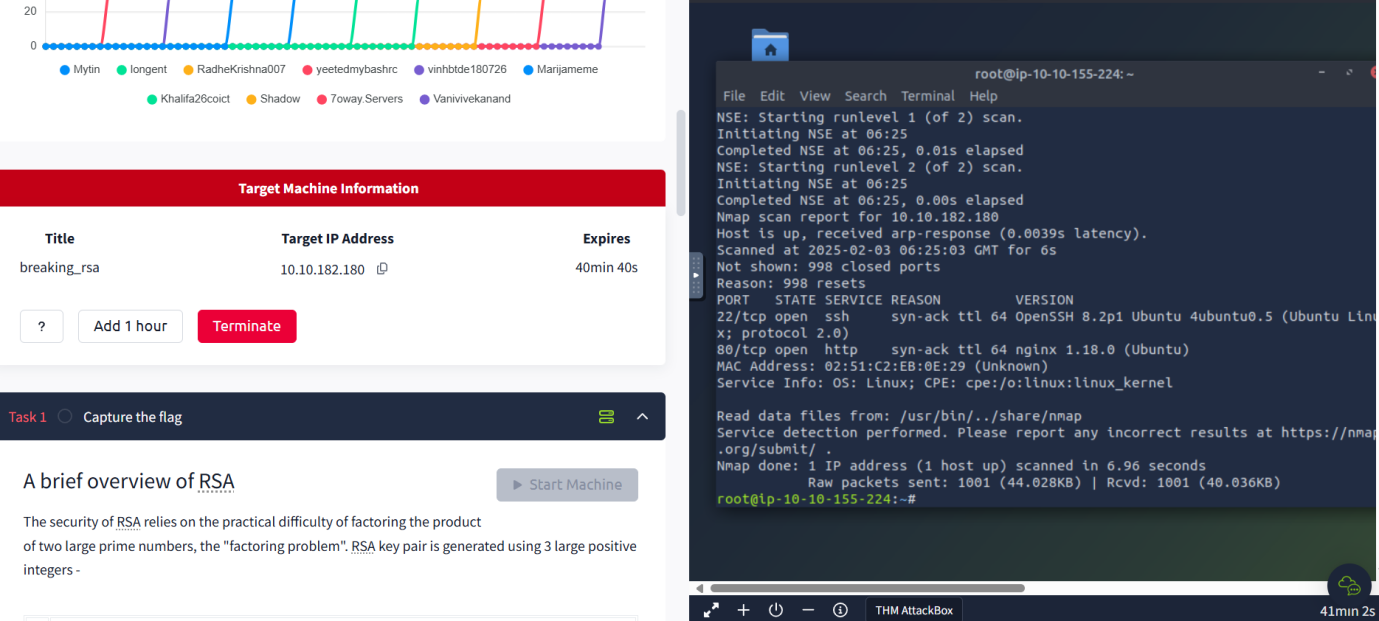 20
0
Mytin longent RadheKrishna007 yeetedmybashrc vinhbtde180726 Marijameme
Khalifa26coict Shadow 7oway.Servers Vanivivekanand
Target Machine Information
Title Target IP Address Expires
breaking_rsa 10.10.182.180 40min 40s
? Add 1 hour Terminate
Task 1 Capture the flag
A brief overview of RSA
Start Machine
The security of RSA relies on the practical difficulty of factoring the product
of two large prime numbers, the "factoring problem". RSA key pair is generated using 3 large positive
integers -
root@ip-10-10-155-224: ~
File Edit View Search Terminal Help
NSE: Starting runlevel 1 (of 2) scan.
Initiating NSE at 06:25
Completed NSE at 06:25, 0.01s elapsed
NSE: Starting runlevel 2 (of 2) scan.
Initiating NSE at 06:25
Completed NSE at 06:25, 0.00s elapsed
Nmap scan report for 10.10.182.180
Host is up, received arp-response (0.0039s latency).
Scanned at 2025-02-03 06:25:03 GMT for 6s
Not shown: 998 closed ports
Reason: 998 resets
PORT STATE SERVICE REASON VERSION
22/tcp open ssh syn-ack ttl 64 OpenSSH 8.2p1 Ubuntu 4ubuntu0.5 (Ubuntu Linu
x; protocol 2.0)
80/tcp open http syn-ack ttl 64 nginx 1.18.0 (Ubuntu)
MAC Address: 02:51:C2:EB:0E:29 (Unknown)
Service Info: OS: Linux; CPE: cpe:/o:linux:linux_kernel
Read data files from: /usr/bin/../share/nmap
Service detection performed. Please report any incorrect results at https://nmap
.org/submit/ .
Nmap done: 1 IP address (1 host up) scanned in 6.96 seconds
Raw packets sent: 1001 (44.028KB) | Rcvd: 1001 (40.036KB)
root@ip-10-10-155-224:~#
THM AttackBox
41min 2s